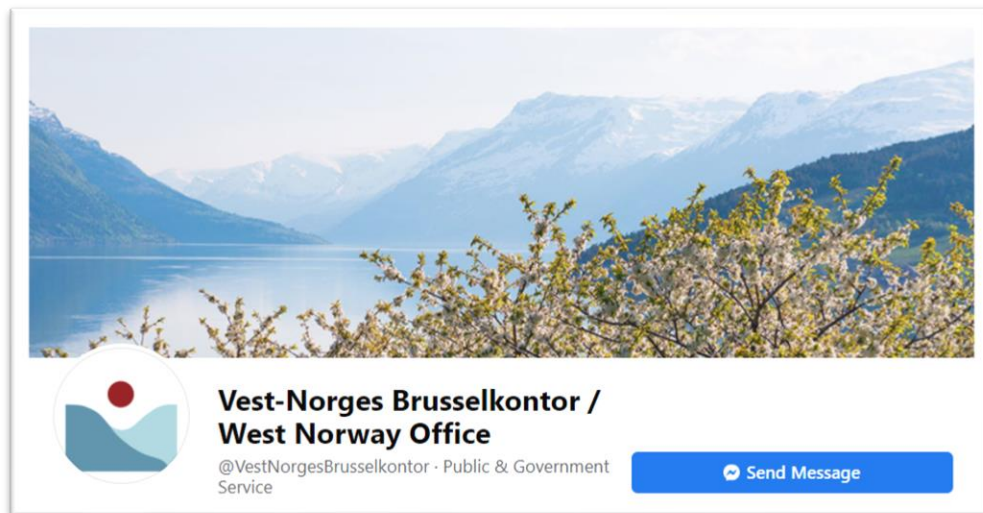 Vest-Norges Brusselkontor /
West Norway Office
@VestNorgesBrusselkontor · Public & Government
Service
Send Message